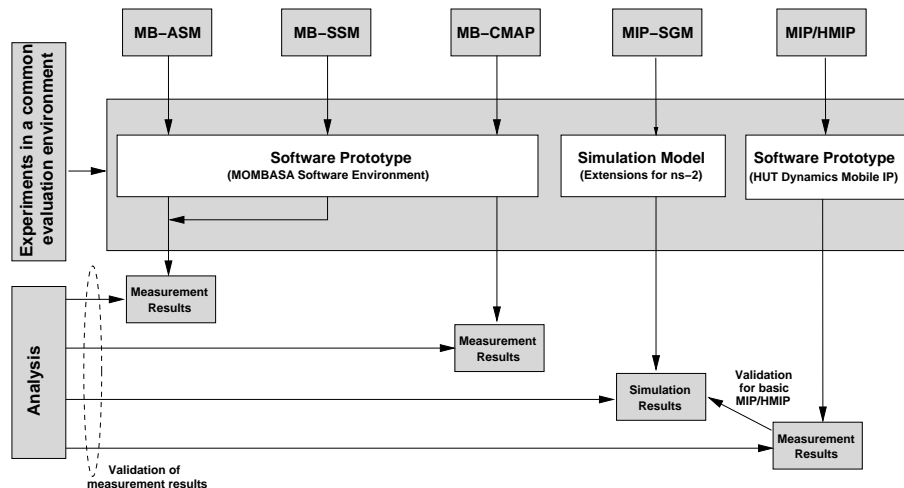 MB–ASM
MB–SSM
MB–CMAP
MIP–SGM
MIP/HMIP
Experiments in a common
evaluation environment
Software Prototype
(MOMBASA Software Environment)
Simulation Model
(Extensions for ns–2)
Software Prototype
(HUT Dynamics Mobile IP)
Analysis
Measurement
Results
Measurement
Results
Simulation
Results
Validation
for basic
MIP/HMIP
Measurement
Results
Validation of
measurement results